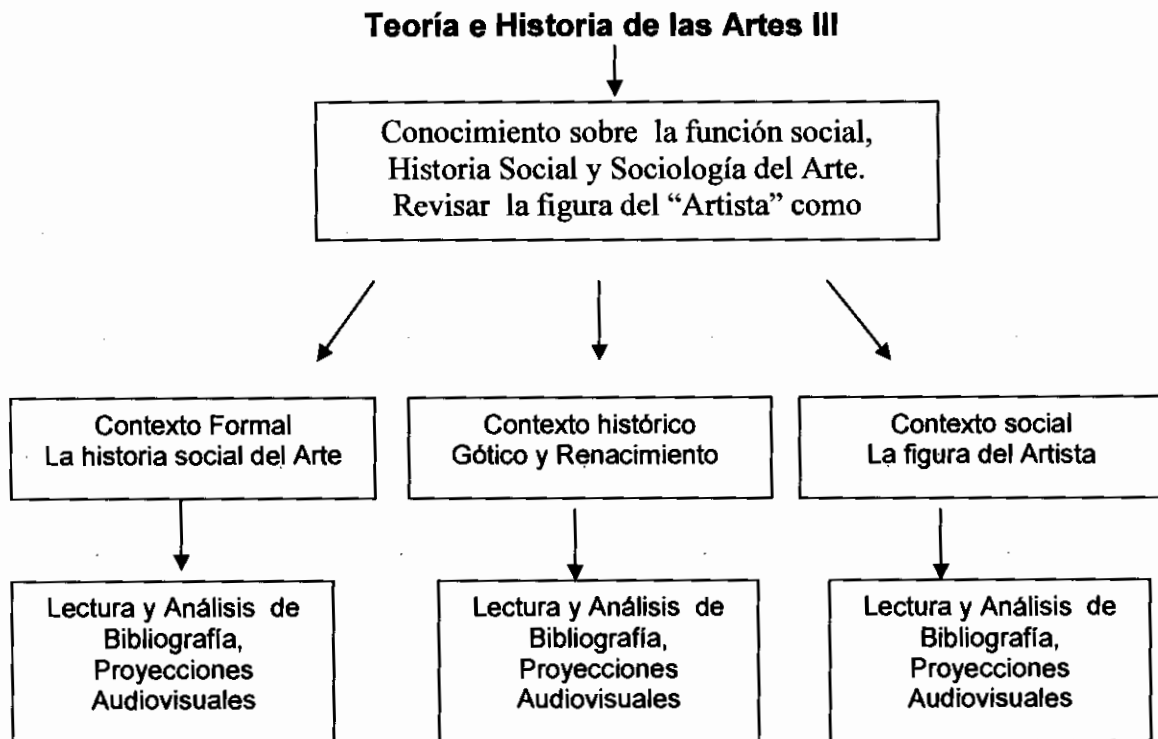 Teoría e Historia de las Artes III
Conocimiento sobre la función social,
Historia Social y Sociología del Arte.
Revisar la figura del “Artista” como
Contexto Formal
La historia social del Arte
Contexto histórico
Gótico y Renacimiento
Contexto social
La figura del Artista
Lectura y Análisis de
Bibliografía,
Proyecciones
Audiovisuales
Lectura y Análisis de
Bibliografía,
Proyecciones
Audiovisuales
Lectura y Análisis de
Bibliografía,
Proyecciones
Audiovisuales